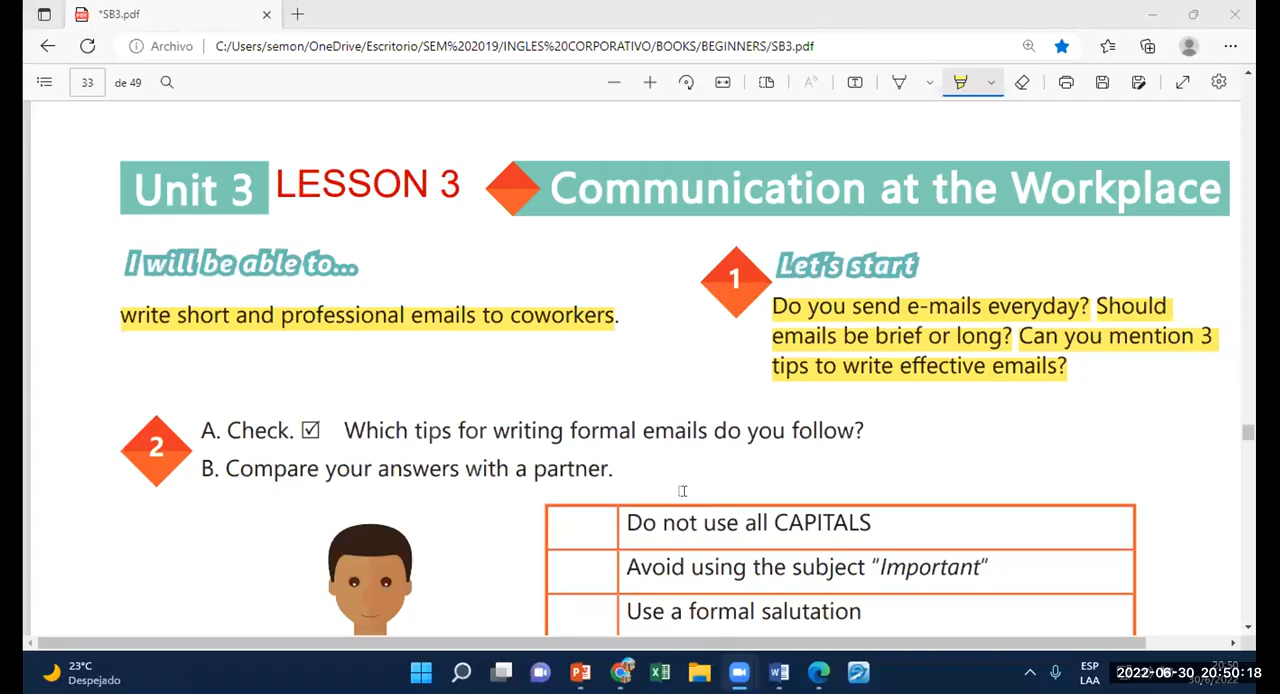 *SB3.pdf
Archivo
C:/Users/semon/OneDrive/Escritorio/SEM%202019/INGLES%20CORPORATIVO/BOOKS/BEGINNERS/SB3.pdf
33 de 49
Unit 3 LESSON 3 Communication at the Workplace
I will be able to...
write short and professional emails to coworkers.
1 Let's start
Do you send e-mails everyday? Should
emails be brief or long? Can you mention 3
tips to write effective emails?
2
A. Check. ☑ Which tips for writing formal emails do you follow?
B. Compare your answers with a partner.
Do not use all CAPITALS
Avoid using the subject "Important"
Use a formal salutation
23°C
Despejado
ESP
LAA
2022-06-30 20:50:18